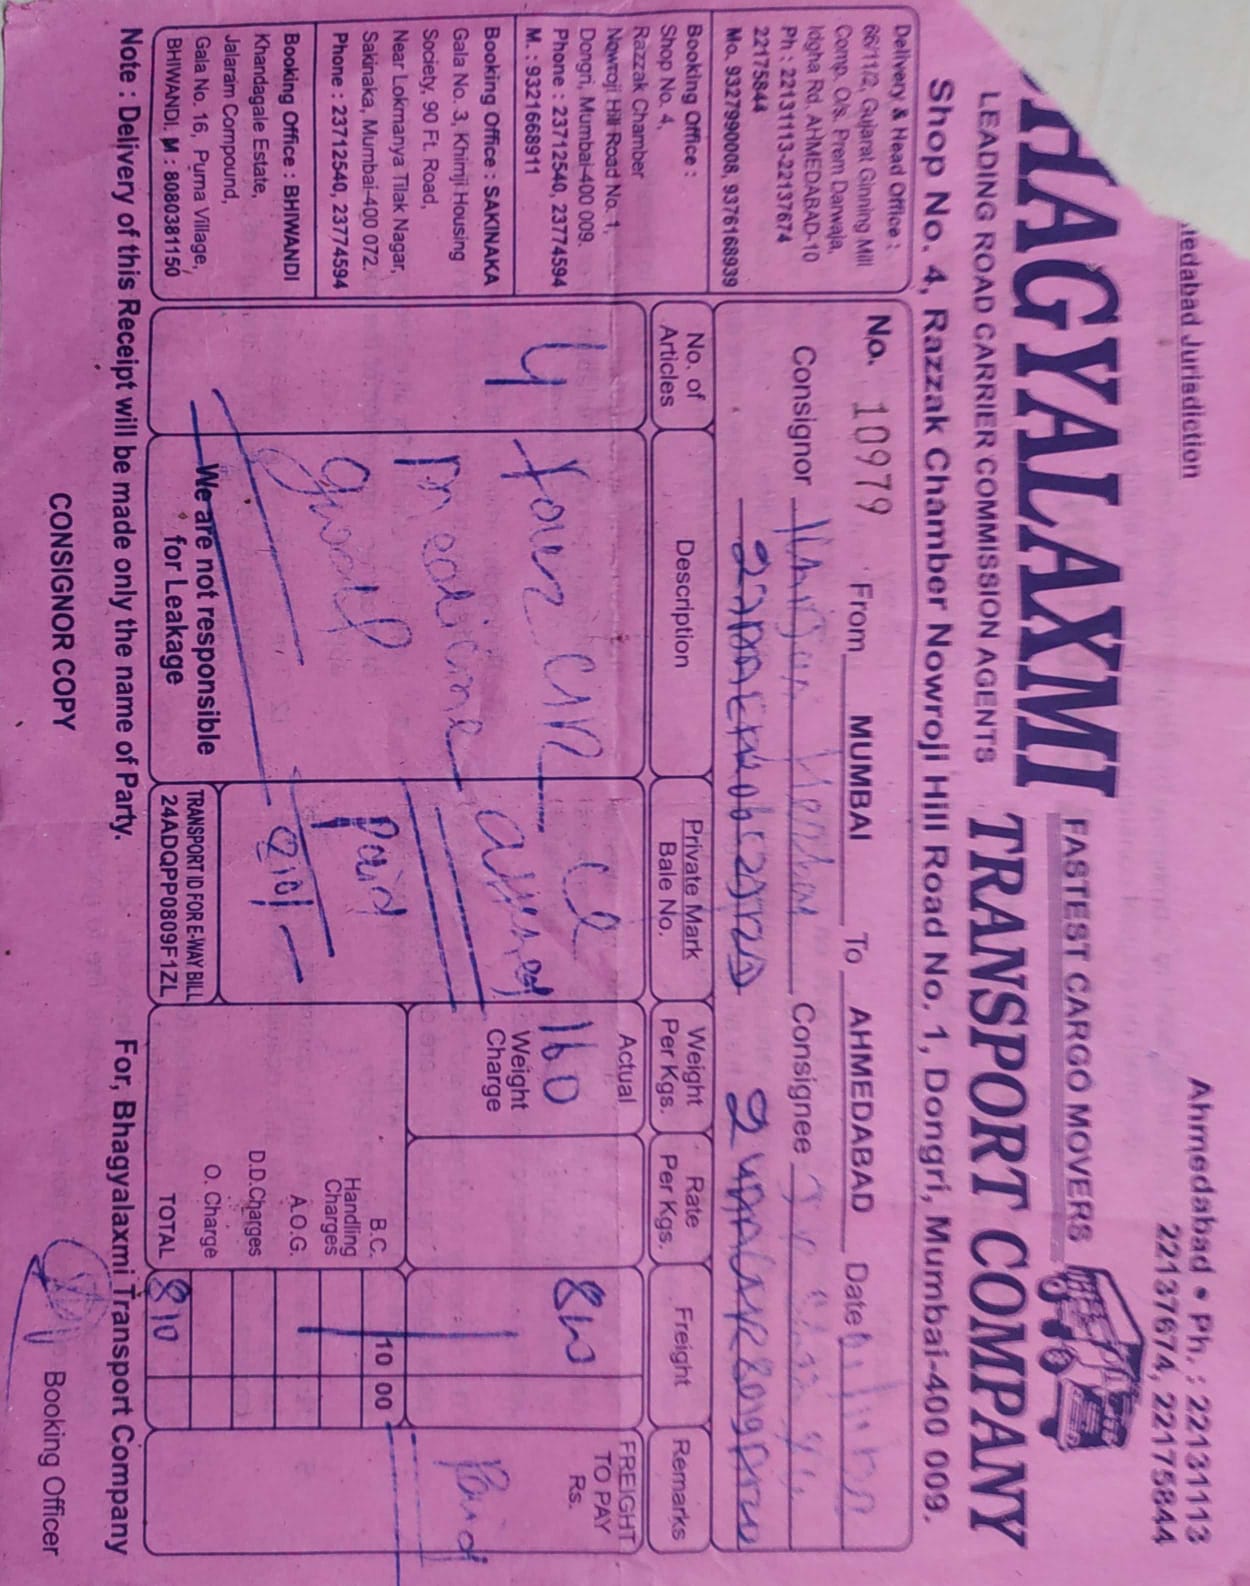 Ahmedabad • Ph. : 22131113
Jurisdiction 22137674, 22175844
FASTEST CARGO MOVERS
HAGYALAXMI TRANSPORT COMPANY
LEADING ROAD CARRIER COMMISSION AGENTS
Shop No. 4, Razzak Chamber Nowroji Hill Road No. 1, Dongri, Mumbai-400 009.
Delivery & Head Office :
66/11/2, Gujarat Ginning Mill
Comp. O/s. Prem Darwaja,
Idgha Rd, AHMEDABAD-10
Ph : 22131113-22137674
22175844
Mo. 9327990008, 9376168939
Booking Office :
Shop No. 4,
Razzak Chamber
Nowroji Hill Road No. 1,
Dongri, Mumbai-400 009.
Phone : 23712540, 23774594
M. : 9321668911
Booking Office : SAKINAKA
Gala No. 3, Khimji Housing
Society, 90 Ft. Road,
Near Lokmanya Tilak Nagar,
Sakinaka, Mumbai-400 072.
Phone : 23712540, 23774594
Booking Office : BHIWANDI
Khandagale Estate,
Jalaram Compound,
Gala No. 16, Purna Village,
BHIWANDI, M : 8080381150
No. 10979 From MUMBAI To AHMEDABAD Date
Consignor Consignee
No. of Articles
Description
Private Mark Bale No.
Weight Per Kgs.
Rate Per Kgs.
Freight
Remarks
4
Medicine
good
We are not responsible
for Leakage
Paid
TRANSPORT ID FOR E-WAY BILL
24ADQPP0809F1ZL
Actual
160
Weight
Charge
800
FREIGHT
TO PAY
Rs.
Paid
B.C. 10 00
Handling
Charges
A.O.G.
D.D.Charges
O. Charge
TOTAL 810
Note : Delivery of this Receipt will be made only the name of Party.
For, Bhagyalaxmi Transport Company
CONSIGNOR COPY
Booking Officer